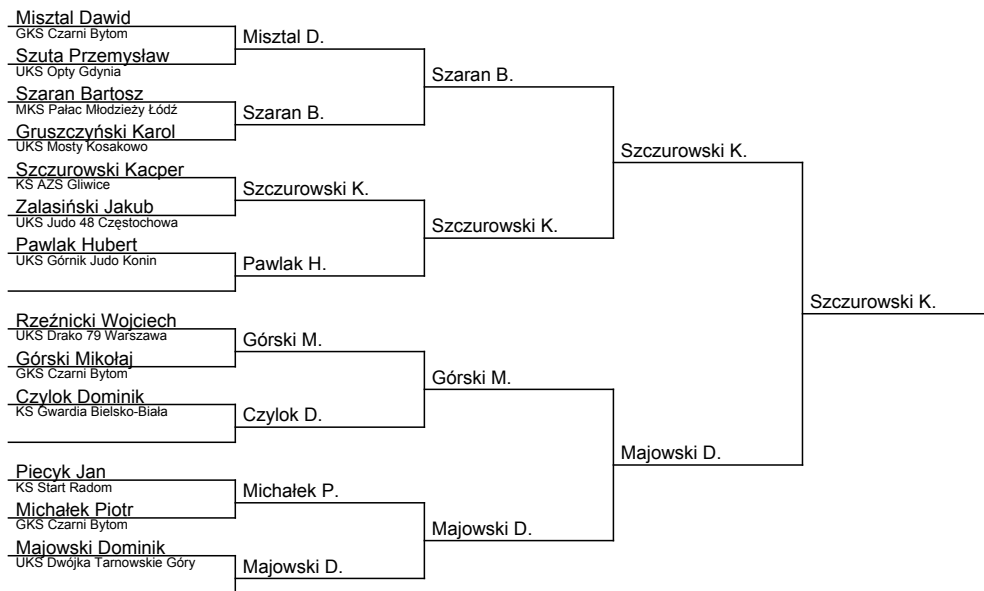 Misztal Dawid
GKS Czarni Bytom
Misztal D.
Szuta Przemysław
UKS Opty Gdynia
Szaran B.
Szaran Bartosz
MKS Pałac Młodzieży Łódź
Szaran B.
Gruszczyński Karol
UKS Mosty Kosakowo
Szczurowski K.
Szczurowski Kacper
KS AZS Gliwice
Szczurowski K.
Zalasiński Jakub
UKS Judo 48 Częstochowa
Szczurowski K.
Pawlak Hubert
UKS Górnik Judo Konin
Pawlak H.
Szczurowski K.
Rzeźnicki Wojciech
UKS Drako 79 Warszawa
Górski M.
Górski Mikołaj
GKS Czarni Bytom
Górski M.
Czylok Dominik
KS Gwardia Bielsko-Biała
Czylok D.
Majowski D.
Piecyk Jan
KS Start Radom
Michałek P.
Michałek Piotr
GKS Czarni Bytom
Majowski D.
Majowski Dominik
UKS Dwójka Tarnowskie Góry
Majowski D.